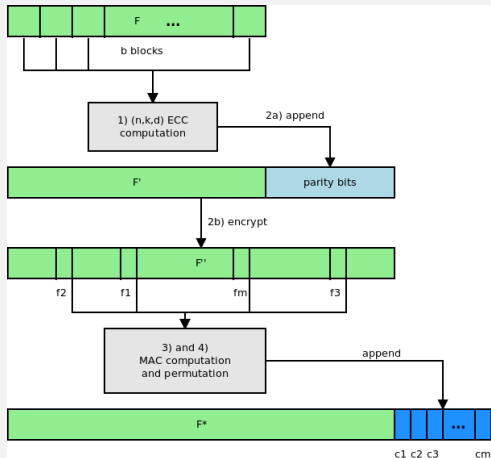 F ...
b blocks
1) (n,k,d) ECC
computation
2a) append
F'
parity bits
2b) encrypt
F''
f2 f1 fm f3
3) and 4)
MAC computation
and permutation
append
F* ...
c1 c2 c3 cm